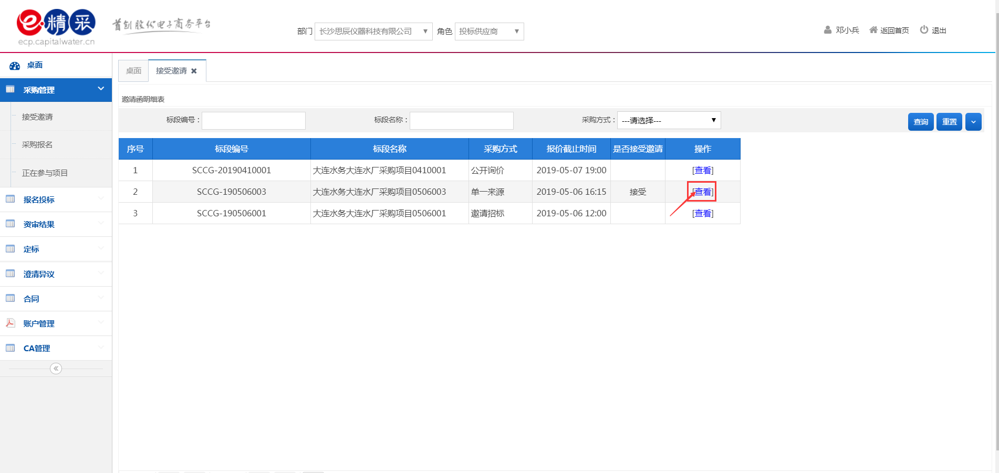 e精采
首创股份电子商务平台
ecp.capitalwater.cn
部门 长沙思辰仪器科技有限公司 ▼ 角色 投标供应商 ▼
邓小兵 返回首页 退出
桌面
采购管理
接受邀请
采购报名
正在参与项目
报名投标
资审结果
定标
澄清异议
合同
账户管理
CA管理
桌面 接受邀请 ✖
邀请函明细表
标段编号： 标段名称： 采购方式： ---请选择--- ▼ 查询 重置
序号 标段编号 标段名称 采购方式 报价截止时间 是否接受邀请 操作
1 SCCG-20190410001 大连水务大连水厂采购项目0410001 公开询价 2019-05-07 19:00 [查看]
2 SCCG-190506003 大连水务大连水厂采购项目0506003 单一来源 2019-05-06 16:15 接受 [查看]
3 SCCG-190506001 大连水务大连水厂采购项目0506001 邀请招标 2019-05-06 12:00 [查看]